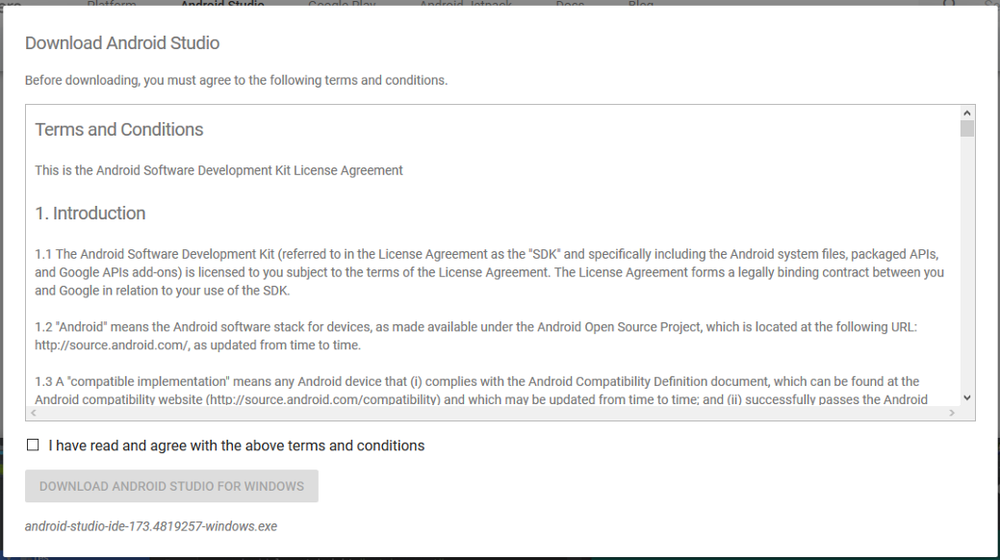 Platform Android Studio Google Play Android Jetpack Docs Blog
Download Android Studio
Before downloading, you must agree to the following terms and conditions.
Terms and Conditions
This is the Android Software Development Kit License Agreement
1. Introduction
1.1 The Android Software Development Kit (referred to in the License Agreement as the "SDK" and specifically including the Android system files, packaged APIs,
and Google APIs add-ons) is licensed to you subject to the terms of the License Agreement. The License Agreement forms a legally binding contract between you
and Google in relation to your use of the SDK.
1.2 "Android" means the Android software stack for devices, as made available under the Android Open Source Project, which is located at the following URL:
http://source.android.com/, as updated from time to time.
1.3 A "compatible implementation" means any Android device that (i) complies with the Android Compatibility Definition document, which can be found at the
Android compatibility website (http://source.android.com/compatibility) and which may be updated from time to time; and (ii) successfully passes the Android
I have read and agree with the above terms and conditions
DOWNLOAD ANDROID STUDIO FOR WINDOWS
android-studio-ide-173.4819257-windows.exe